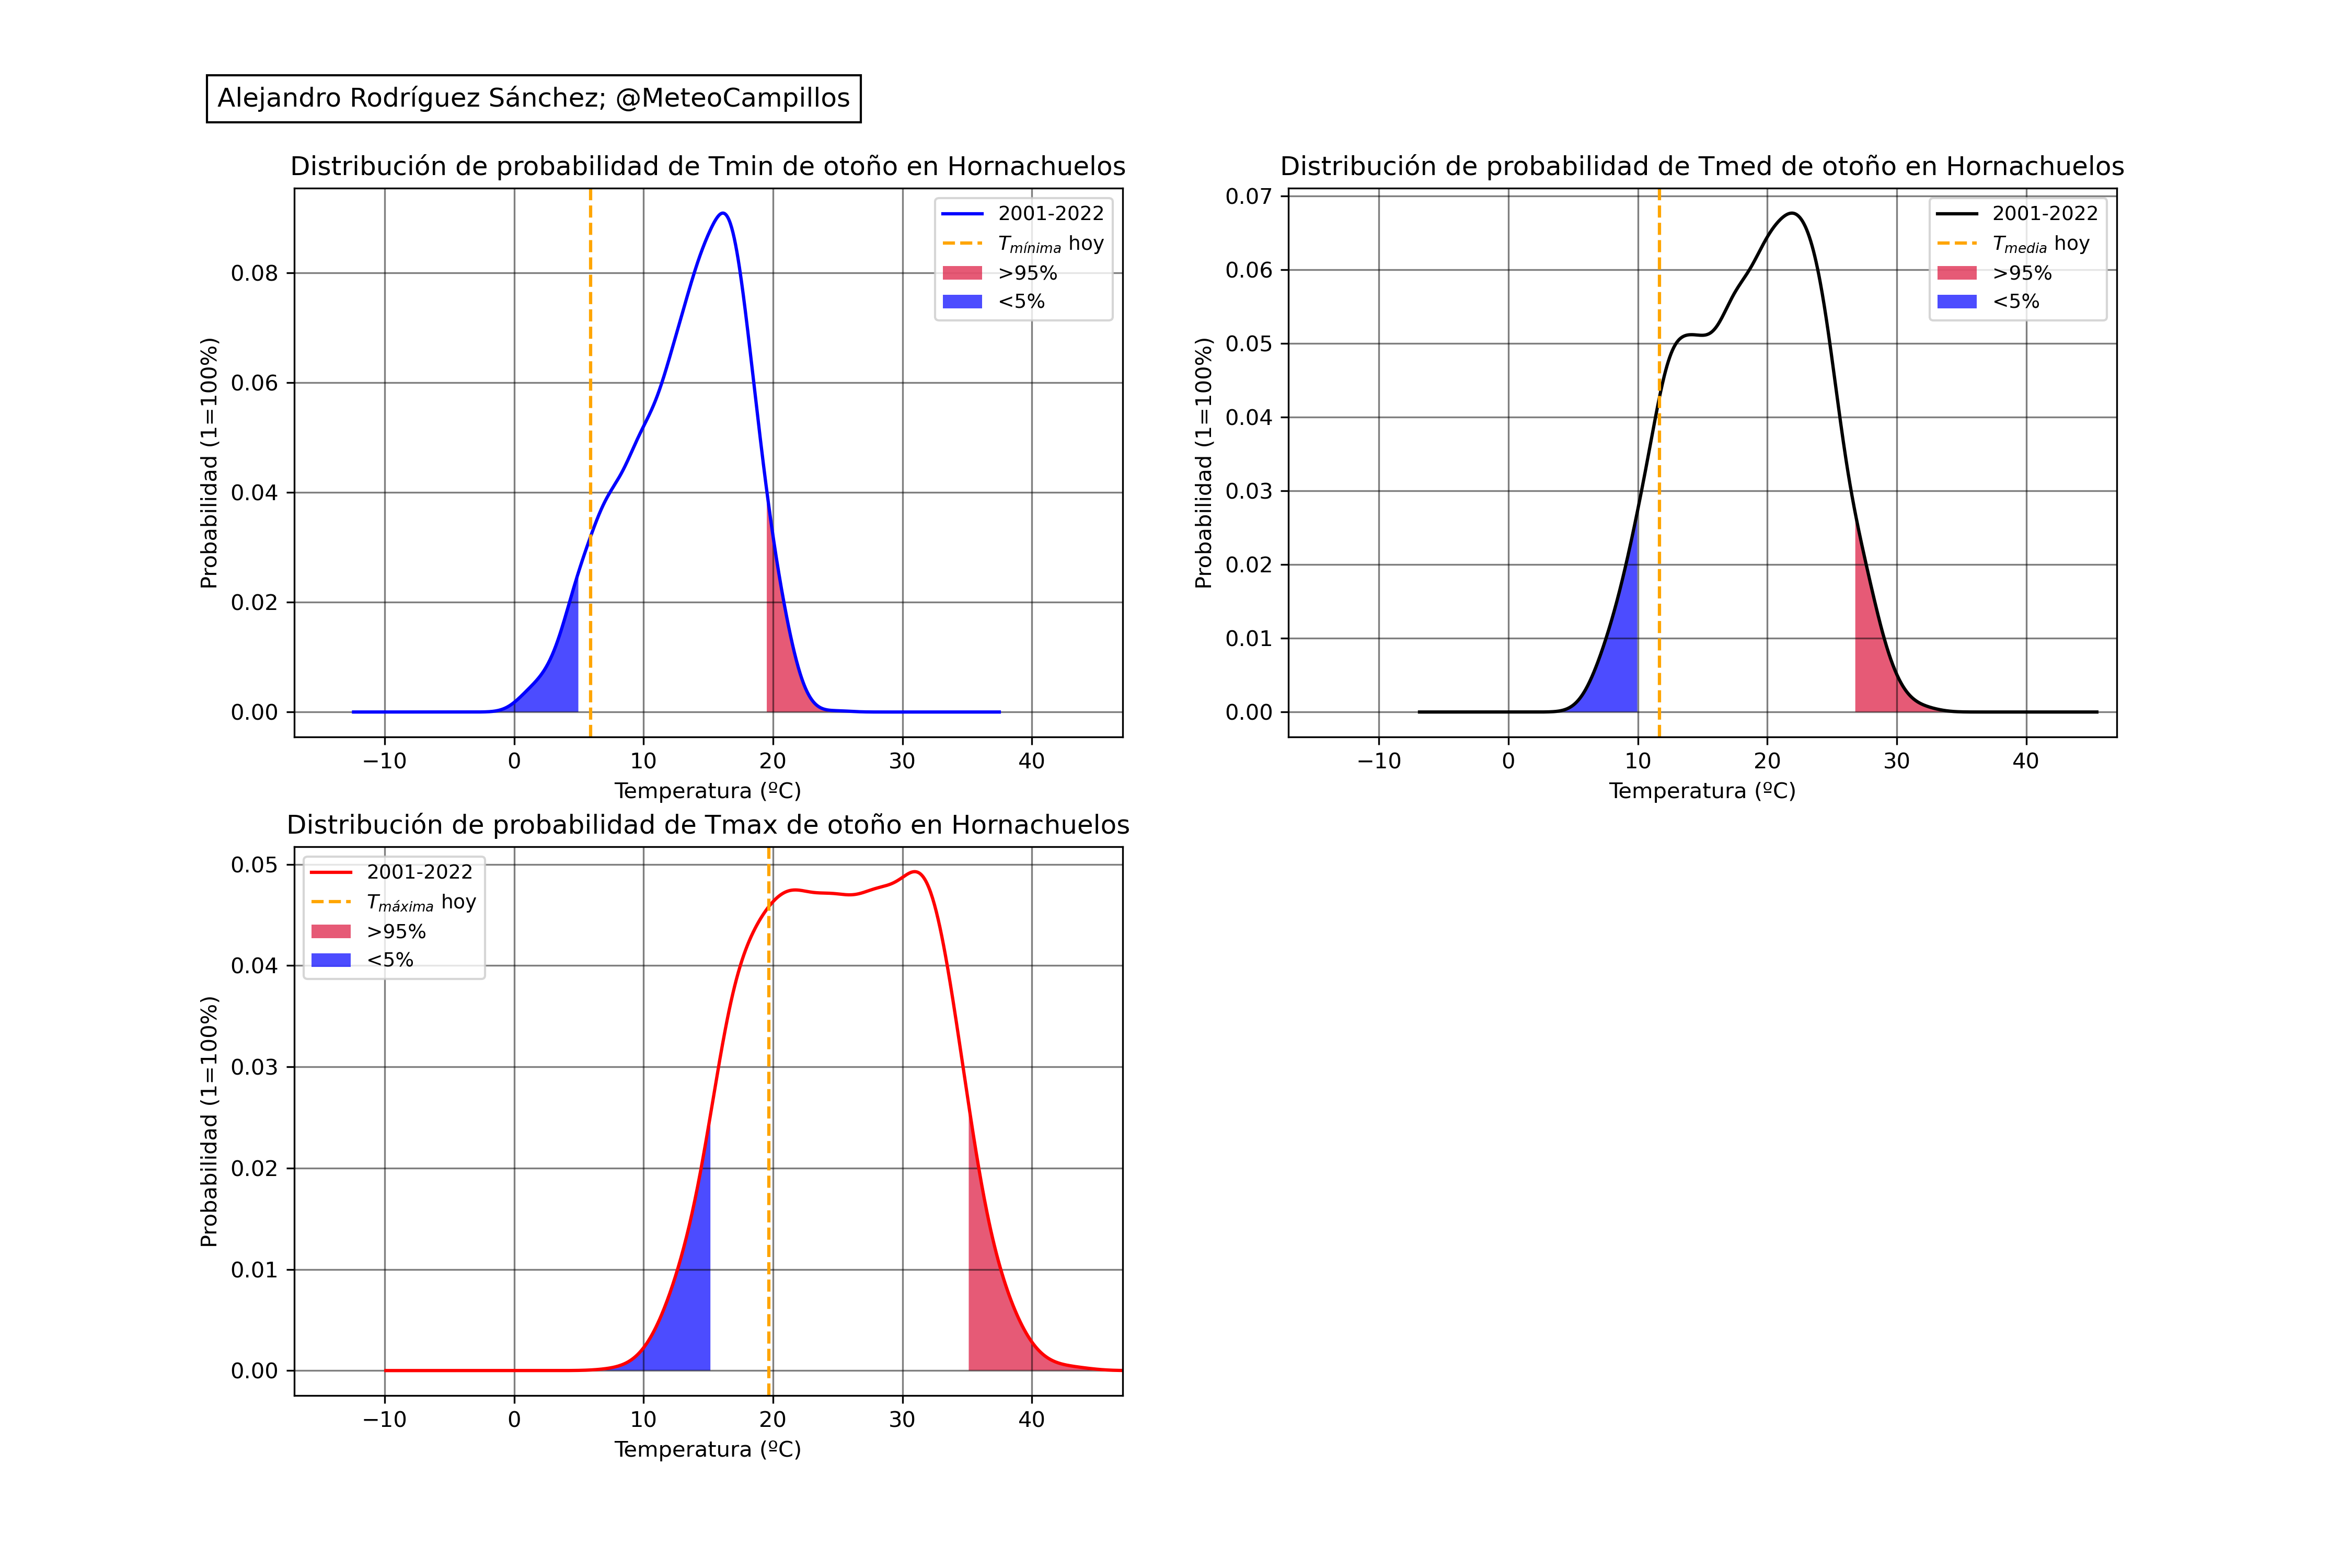 Alejandro Rodríguez Sánchez; @MeteoCampillos
Distribución de probabilidad de Tmin de otoño en Hornachuelos
Probabilidad (1=100%)
0.08
0.06
0.04
0.02
0.00
−10 0 10 20 30 40
Temperatura (ºC)
2001-2022
Tmínima hoy
>95%
<5%
Distribución de probabilidad de Tmed de otoño en Hornachuelos
Probabilidad (1=100%)
0.07
0.06
0.05
0.04
0.03
0.02
0.01
0.00
−10 0 10 20 30 40
Temperatura (ºC)
2001-2022
Tmedia hoy
>95%
<5%
Distribución de probabilidad de Tmax de otoño en Hornachuelos
Probabilidad (1=100%)
0.05
0.04
0.03
0.02
0.01
0.00
−10 0 10 20 30 40
Temperatura (ºC)
2001-2022
Tmáxima hoy
>95%
<5%